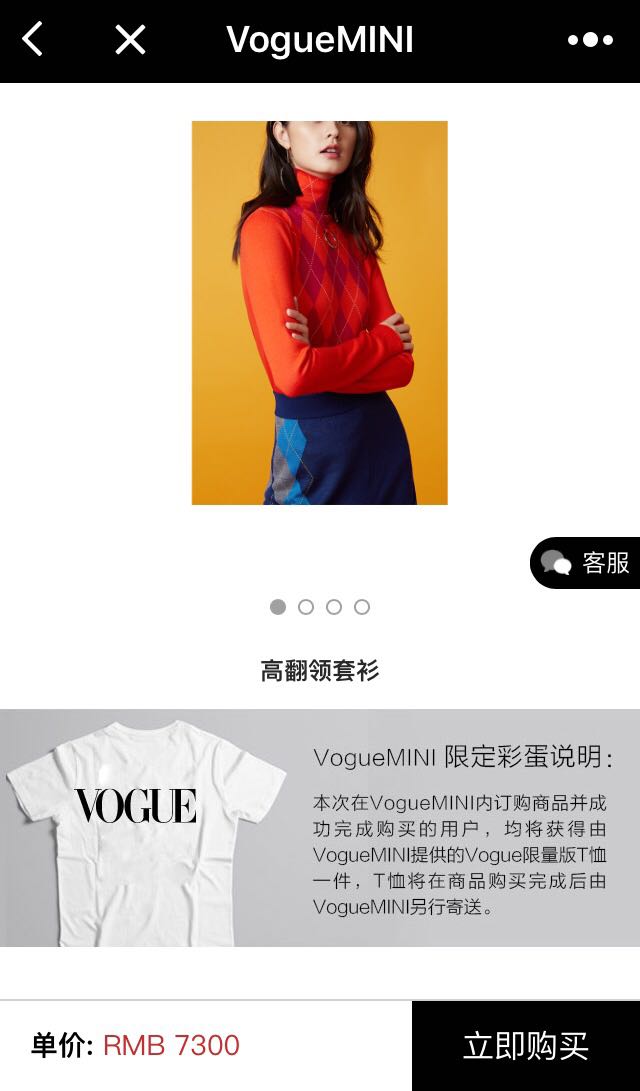 VogueMINI
客服
高翻领套衫
VOGUE
VogueMINI 限定彩蛋说明：
本次在VogueMINI内订购商品并成
功完成购买的用户，均将获得由
VogueMINI提供的Vogue限量版T恤
一件，T恤将在商品购买完成后由
VogueMINI另行寄送。
单价: RMB 7300
立即购买